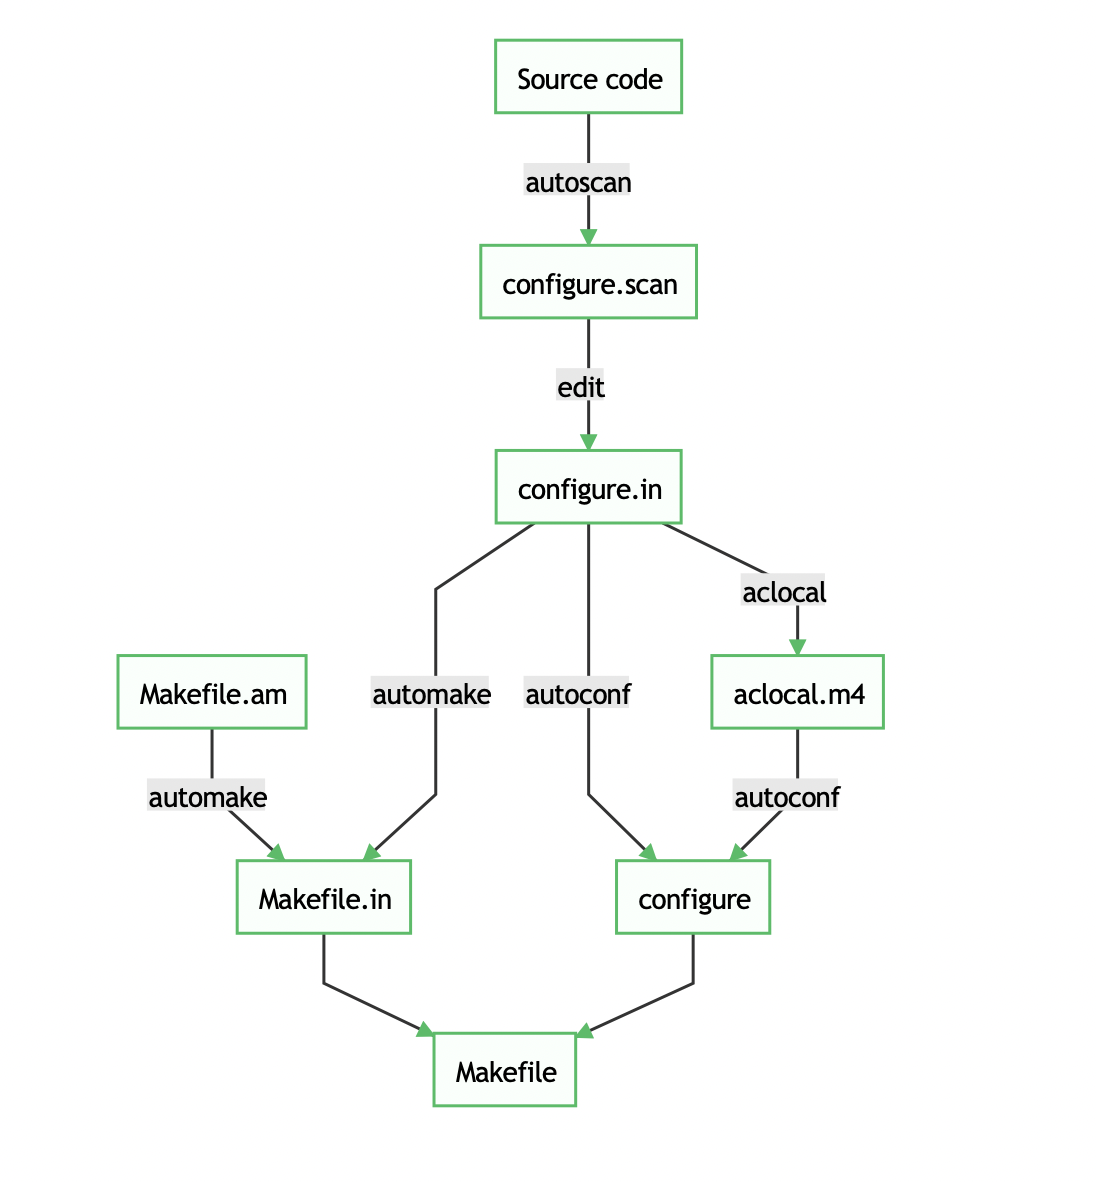 Source code
autoscan
configure.scan
edit
configure.in
aclocal
Makefile.am
automake
autoconf
aclocal.m4
automake
autoconf
Makefile.in
configure
Makefile